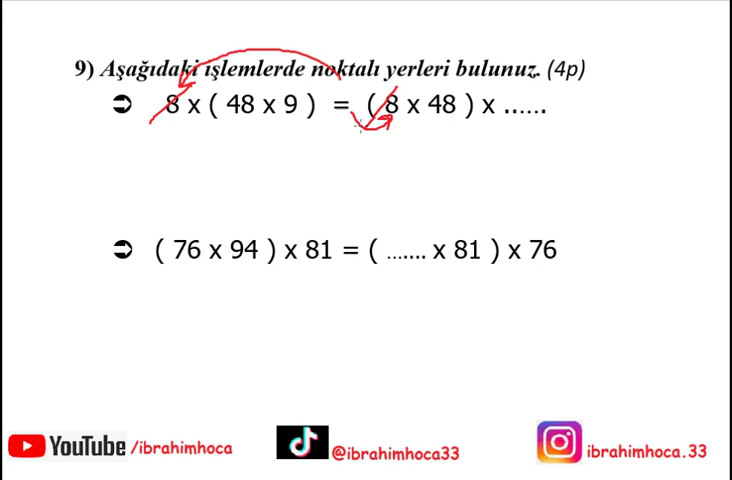 9) Aşağıdaki işlemlerde noktalı yerleri bulunuz. (4p)
➲ 8 x ( 48 x 9 ) = ( 8 x 48 ) x ......
➲ ( 76 x 94 ) x 81 = ( ....... x 81 ) x 76
YouTube /ibrahimhoca @ibrahimhoca33 ibrahimhoca.33